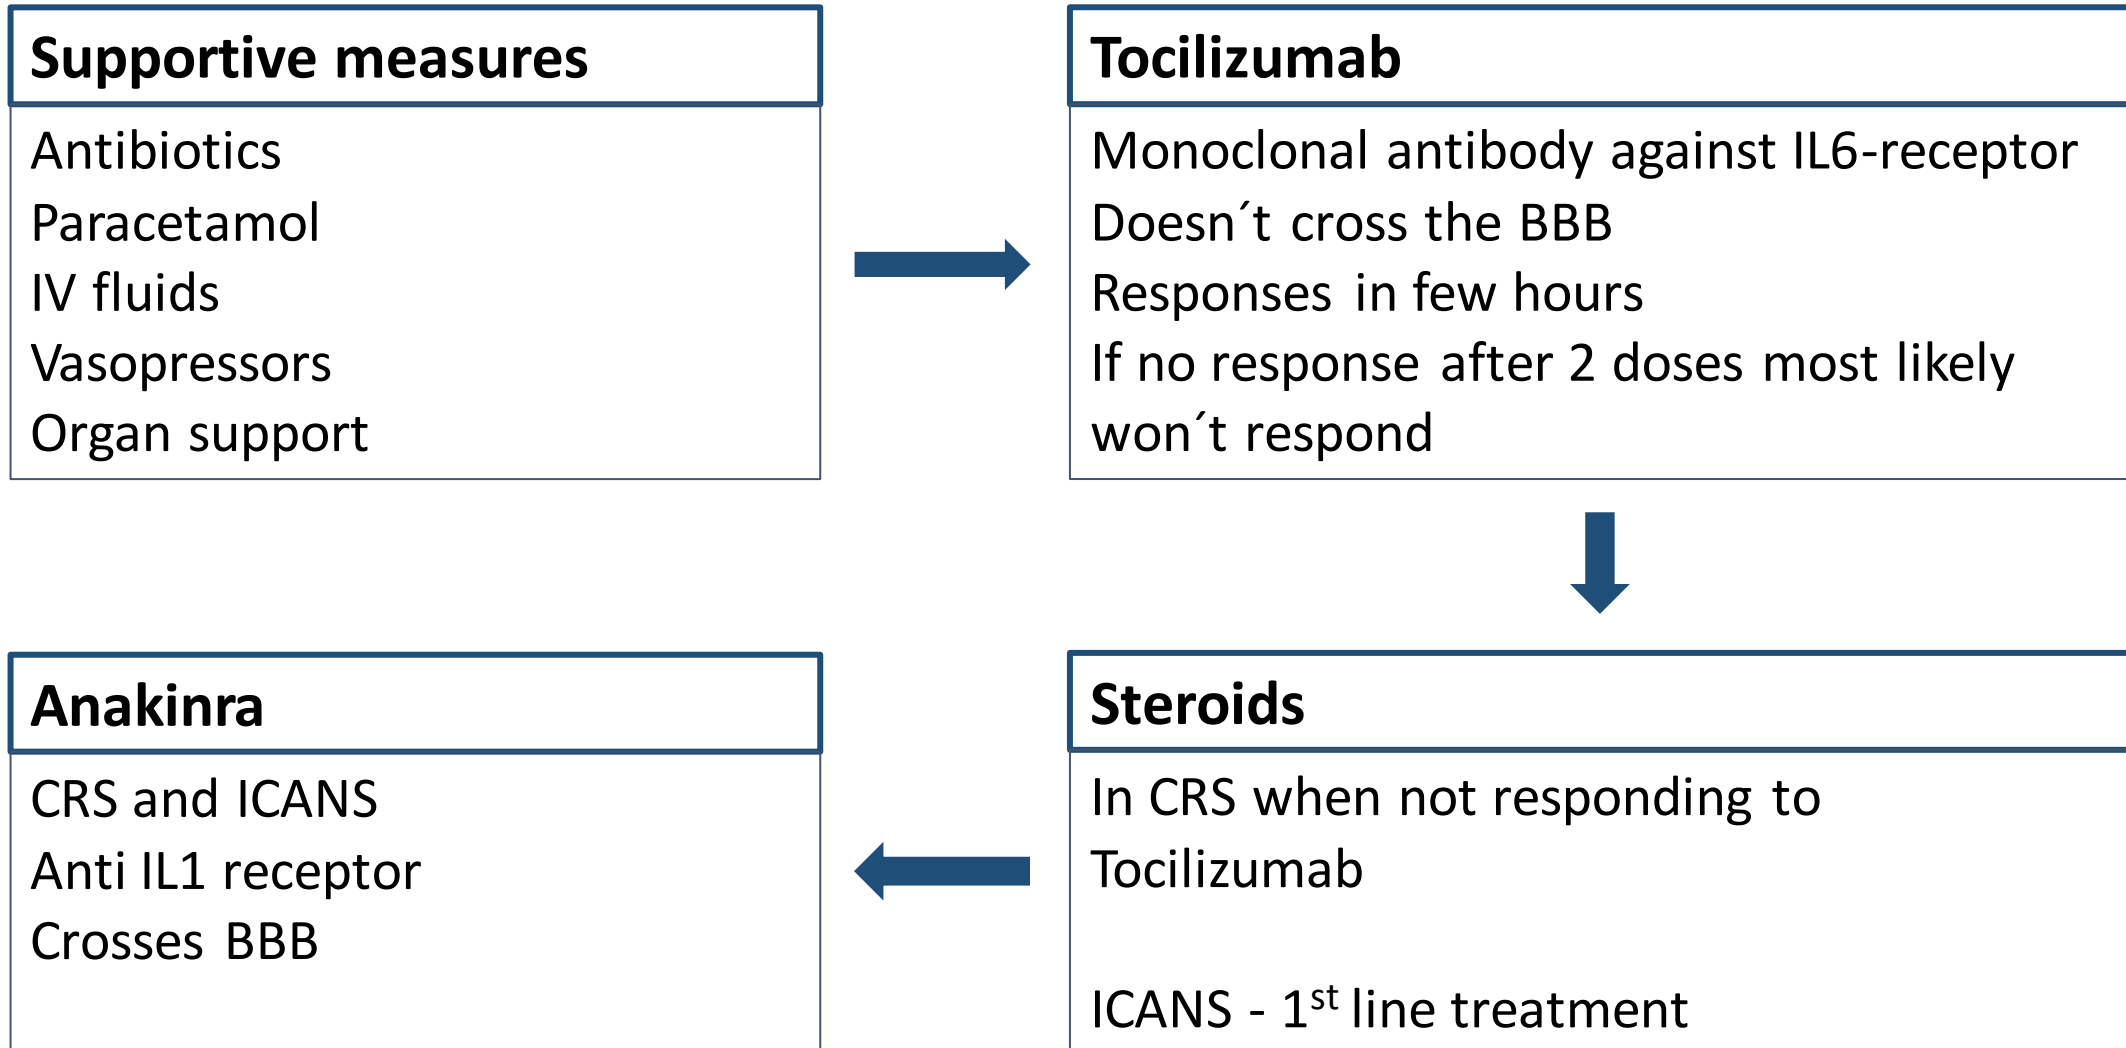 Supportive measures
Antibiotics
Paracetamol
IV fluids
Vasopressors
Organ support
Tocilizumab
Monoclonal antibody against IL6-receptor
Doesn´t cross the BBB
Responses in few hours
If no response after 2 doses most likely
won´t respond
Steroids
In CRS when not responding to
Tocilizumab
ICANS - 1st line treatment
Anakinra
CRS and ICANS
Anti IL1 receptor
Crosses BBB